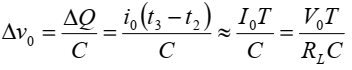 Δv₀ = ΔQ/C = i₀(t₃ − t₂)/C ≈ I₀T/C = V₀T/(R_L C)